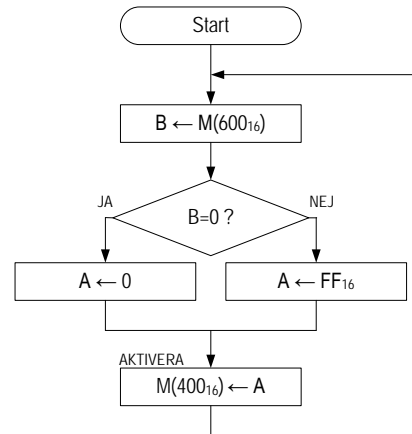 Start
B ← M(600₁₆)
JA
NEJ
B=0 ?
A ← 0
A ← FF₁₆
AKTIVERA
M(400₁₆) ← A